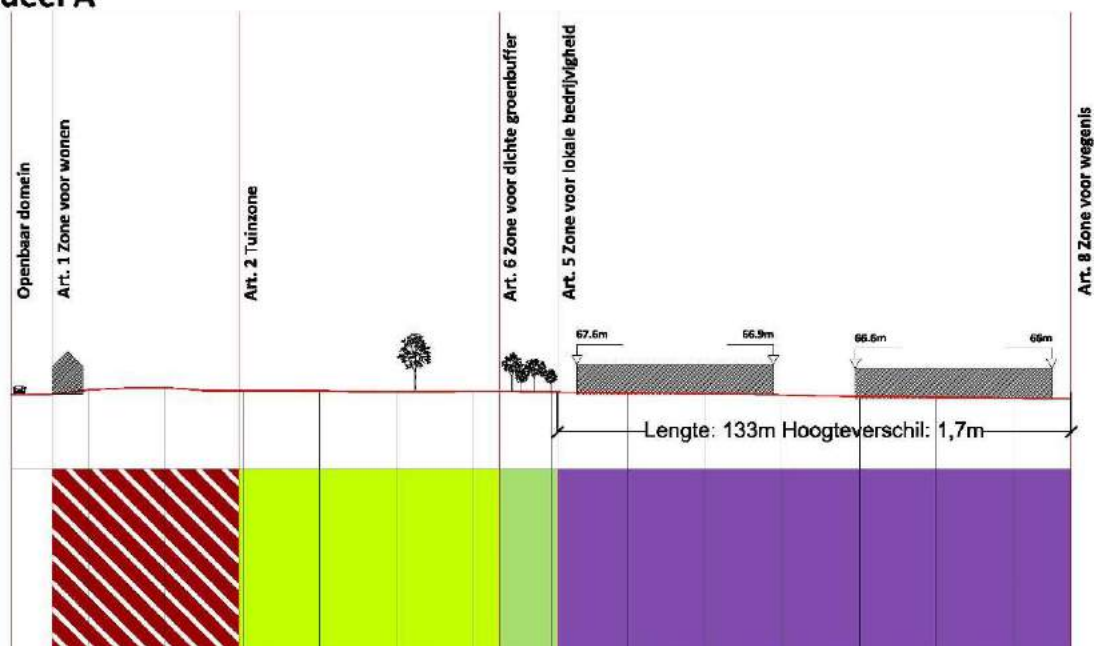 deel A
Openbaar domein
Art. 1 Zone voor wonen
Art. 2 Tuinzone
Art. 6 Zone voor dichte groenbuffer
Art. 5 Zone voor lokale bedrijvigheid
Art. 8 Zone voor wegenis
67.6m
66.9m
66.6m
66m
Lengte: 133m Hoogteverschil: 1,7m